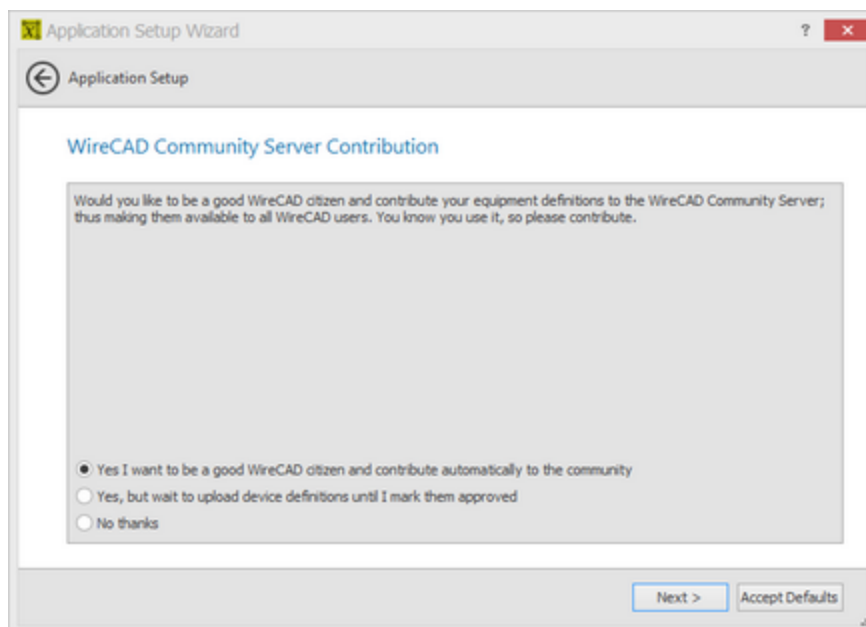 Application Setup Wizard
?
Application Setup
WireCAD Community Server Contribution
Would you like to be a good WireCAD citizen and contribute your equipment definitions to the WireCAD Community Server;
thus making them available to all WireCAD users. You know you use it, so please contribute.
Yes I want to be a good WireCAD citizen and contribute automatically to the community
Yes, but wait to upload device definitions until I mark them approved
No thanks
Next > Accept Defaults